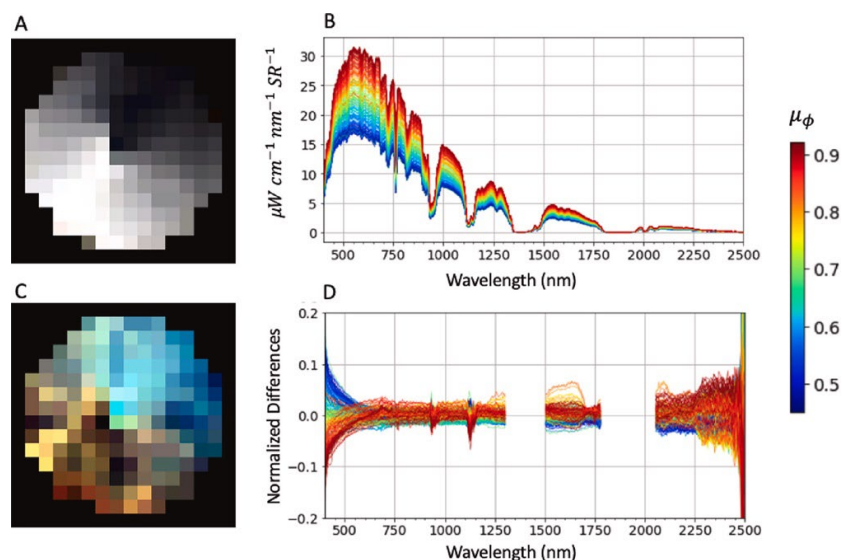 A
B
30
25
20
15
10
5
0
μW cm⁻¹ nm⁻¹ SR⁻¹
500 750 1000 1250 1500 1750 2000 2250 2500
Wavelength (nm)
μ_ϕ
0.9
0.8
0.7
0.6
0.5
C
D
0.2
0.1
0.0
−0.1
−0.2
Normalized Differences
500 750 1000 1250 1500 1750 2000 2250 2500
Wavelength (nm)